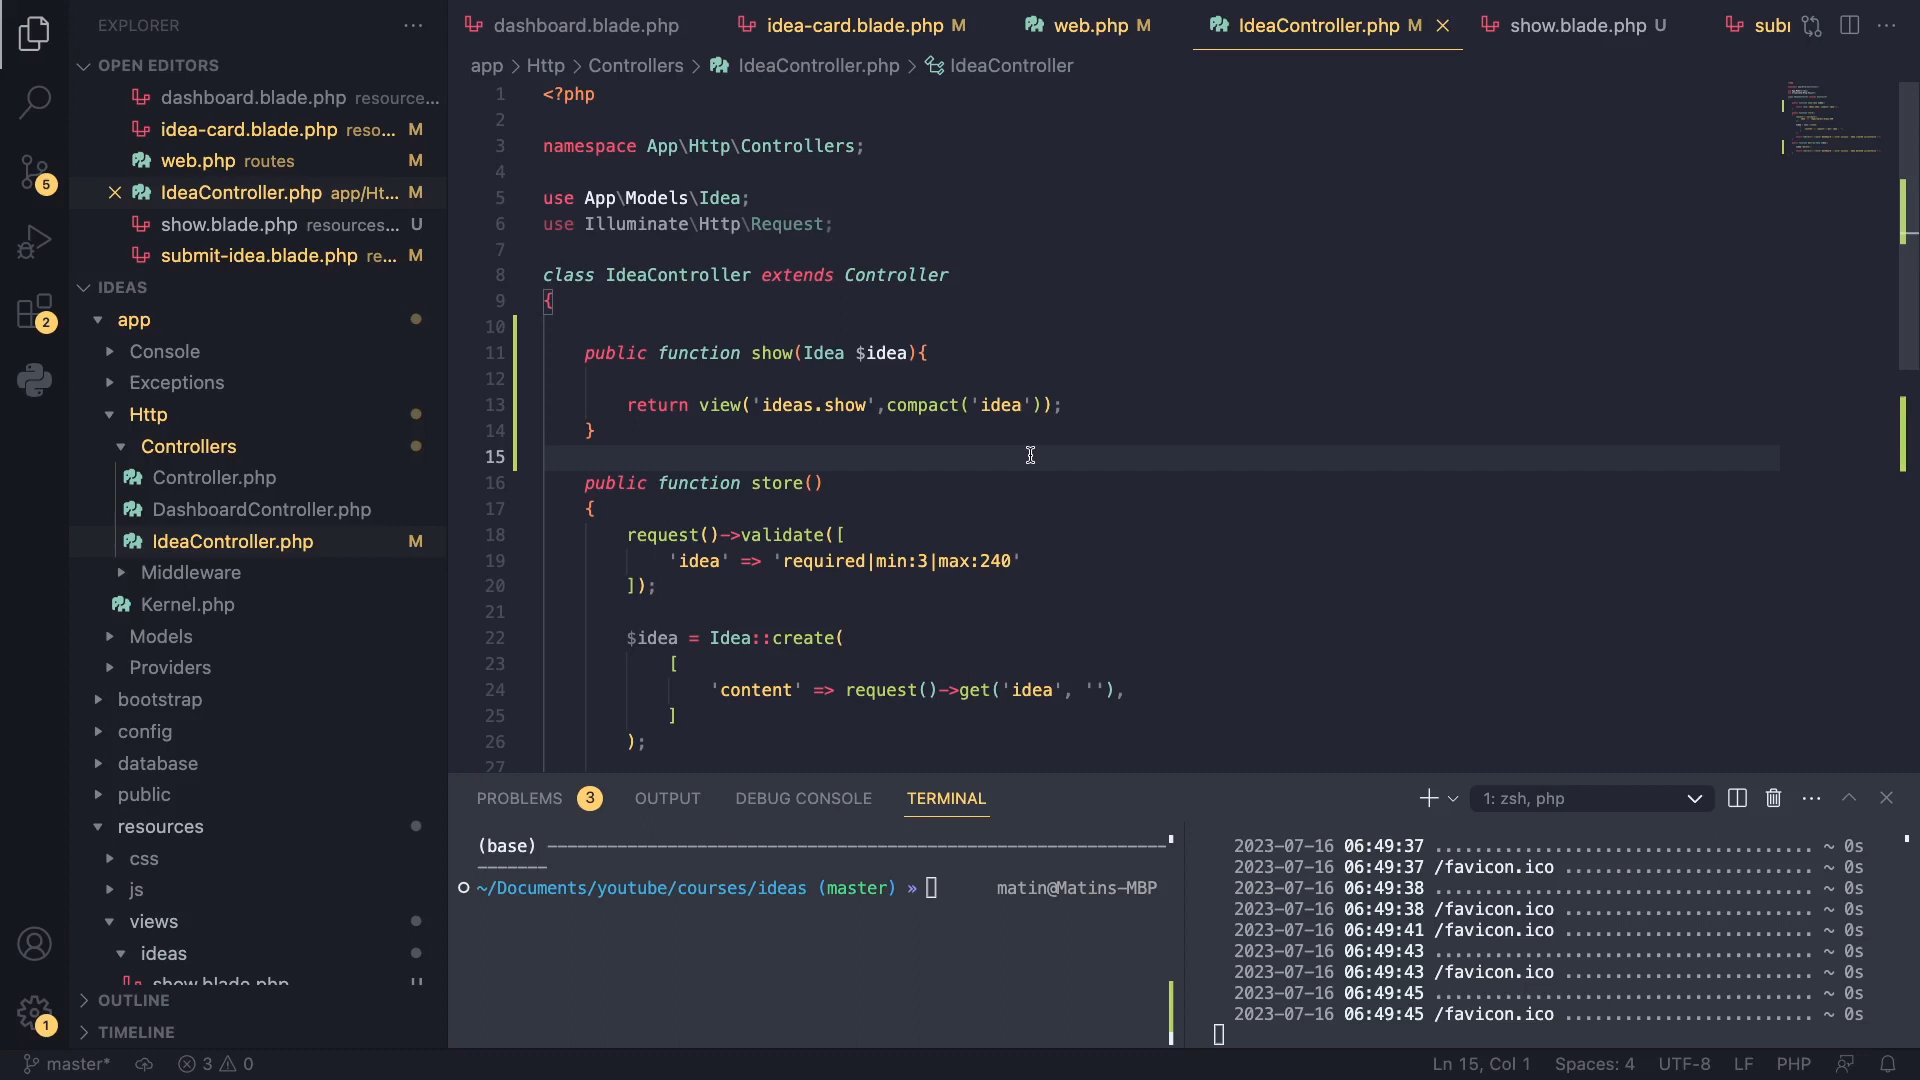 EXPLORER
dashboard.blade.php
idea-card.blade.php M
web.php M
IdeaController.php M
show.blade.php U
subı
OPEN EDITORS
dashboard.blade.php resource...
idea-card.blade.php reso... M
web.php routes M
IdeaController.php app/Ht... M
show.blade.php resources... U
submit-idea.blade.php re... M
IDEAS
app
Console
Exceptions
Http
Controllers
Controller.php
DashboardController.php
IdeaController.php M
Middleware
Kernel.php
Models
Providers
bootstrap
config
database
public
resources
css
js
views
ideas
show.blade.php U
OUTLINE
TIMELINE
5
2
1
app > Http > Controllers > IdeaController.php > IdeaController
1 <?php
2
3 namespace App\Http\Controllers;
4
5 use App\Models\Idea;
6 use Illuminate\Http\Request;
7
8 class IdeaController extends Controller
9 {
10
11 public function show(Idea $idea){
12
13 return view('ideas.show',compact('idea'));
14 }
15
16 public function store()
17 {
18 request()->validate([
19 'idea' => 'required|min:3|max:240'
20 ]);
21
22 $idea = Idea::create(
23 [
24 'content' => request()->get('idea', ''),
25 ]
26 );
27
PROBLEMS 3 OUTPUT DEBUG CONSOLE TERMINAL
1: zsh, php
(base) ----------------------------------------
~/Documents/youtube/courses/ideas (master) » matin@Matins-MBP
2023-07-16 06:49:37 .................................... ~ 0s
2023-07-16 06:49:37 /favicon.ico ........................ ~ 0s
2023-07-16 06:49:38 .................................... ~ 0s
2023-07-16 06:49:38 /favicon.ico ........................ ~ 0s
2023-07-16 06:49:41 /favicon.ico ........................ ~ 0s
2023-07-16 06:49:43 .................................... ~ 0s
2023-07-16 06:49:43 /favicon.ico ........................ ~ 0s
2023-07-16 06:49:45 .................................... ~ 0s
2023-07-16 06:49:45 /favicon.ico ........................ ~ 0s
master* 3 0
Ln 15, Col 1 Spaces: 4 UTF-8 LF PHP